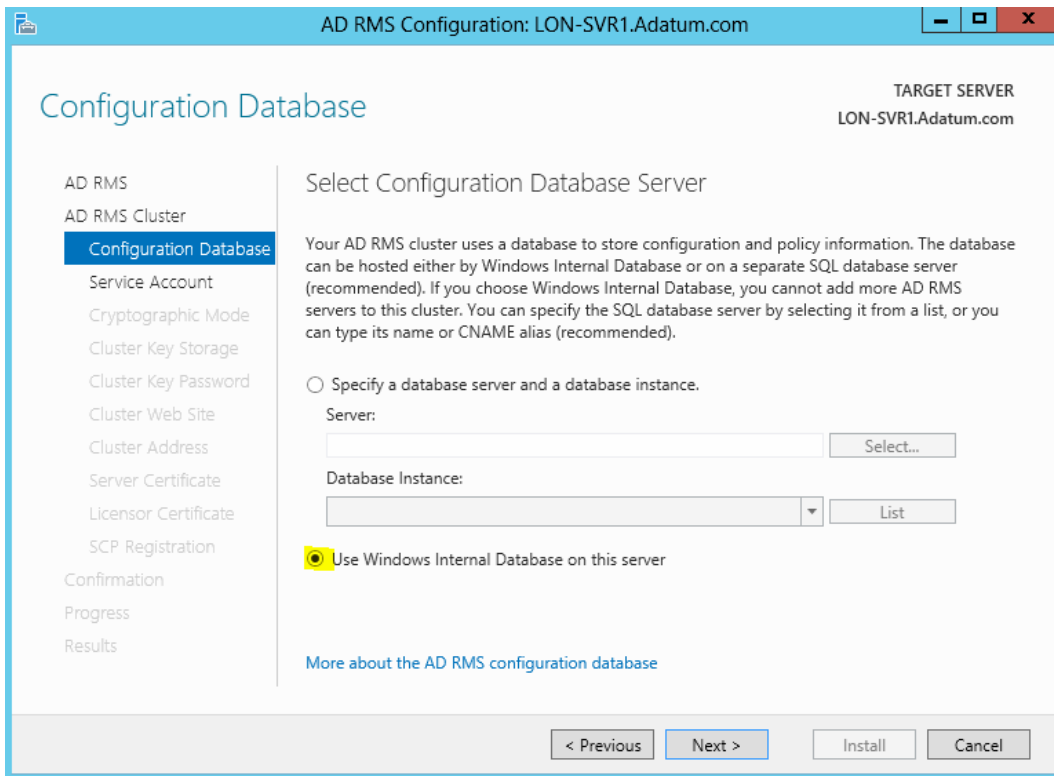 AD RMS Configuration: LON-SVR1.Adatum.com
Configuration Database
TARGET SERVER
LON-SVR1.Adatum.com
AD RMS
AD RMS Cluster
Configuration Database
Service Account
Cryptographic Mode
Cluster Key Storage
Cluster Key Password
Cluster Web Site
Cluster Address
Server Certificate
Licensor Certificate
SCP Registration
Confirmation
Progress
Results
Select Configuration Database Server
Your AD RMS cluster uses a database to store configuration and policy information. The database
can be hosted either by Windows Internal Database or on a separate SQL database server
(recommended). If you choose Windows Internal Database, you cannot add more AD RMS
servers to this cluster. You can specify the SQL database server by selecting it from a list, or you
can type its name or CNAME alias (recommended).
Specify a database server and a database instance.
Server:
Select...
Database Instance:
List
Use Windows Internal Database on this server
More about the AD RMS configuration database
< Previous
Next >
Install
Cancel